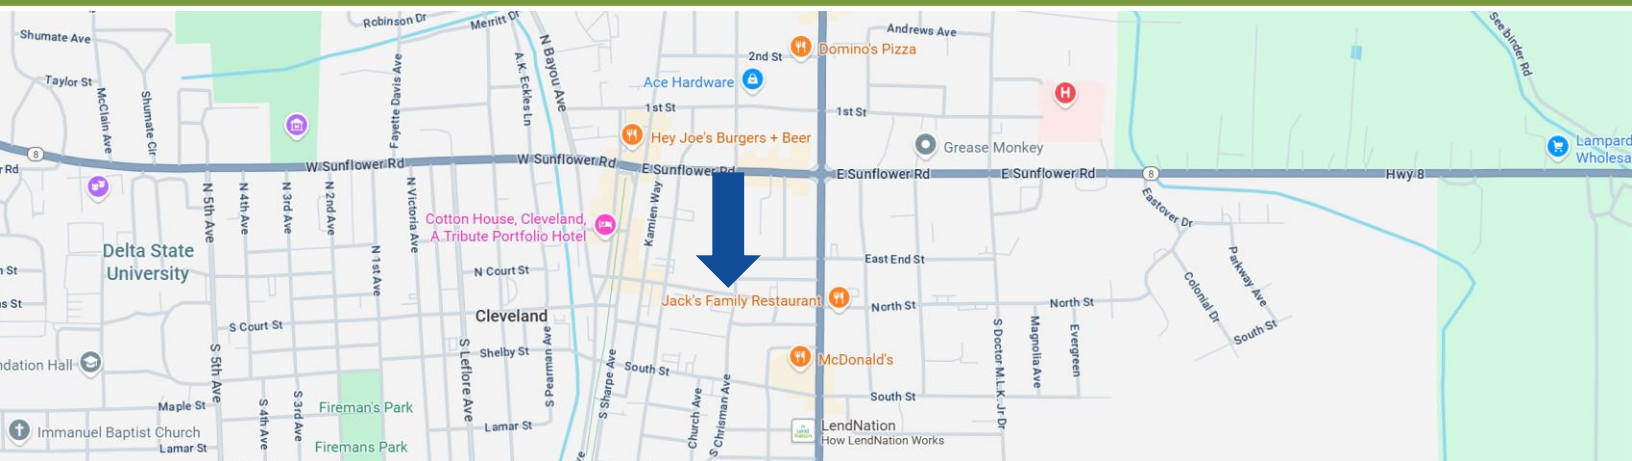 Robinson Dr
Merritt Dr
Andrews Ave
See binder Rd
Shumate Ave
N Bayou Ave
2nd St
Domino's Pizza
Taylor St
McClain Ave
Shumate Cir
Fayette Davis Ave
A.K. Eckles Ln
Ace Hardware
1st St
1st St
H
Hey Joe's Burgers + Beer
Grease Monkey
Lampard
Wholesa
8
Rd
W Sunflower Rd
W Sunflower Rd
E Sunflower Rd
E Sunflower Rd
E Sunflower Rd
8
Hwy 8
N 5th Ave
N 4th Ave
N 3rd Ave
N 2nd Ave
N Victoria Ave
Kamien Way
Eastover Dr
Cotton House, Cleveland,
A Tribute Portfolio Hotel
Delta State
University
N 1st Ave
N Court St
East End St
Parkway Ave
Colonial Dr
n St
as St
Jack's Family Restaurant
North St
North St
Cleveland
S Court St
South St
S 5th Ave
S Leflore Ave
Shelby St
S Pearman Ave
S Sharpe Ave
South St
McDonald's
S Doctor M.L.K. Jr Dr
Magnolia Ave
Evergreen
ndation Hall
Maple St
S 4th Ave
S 3rd Ave
Fireman's Park
Church Ave
S Chrisman Ave
South St
Immanuel Baptist Church
Lamar St
Firemans Park
Lamar St
Lend
Nation
LendNation
How LendNation Works